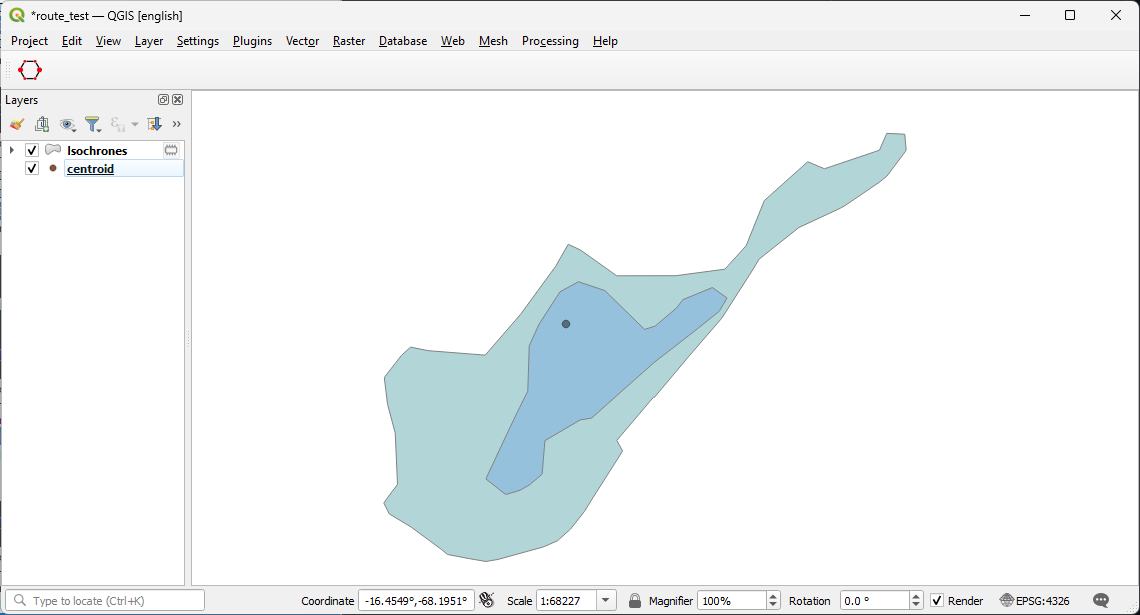 *route_test — QGIS [english]
Project Edit View Layer Settings Plugins Vector Raster Database Web Mesh Processing Help
Layers
Isochrones
centroid
Type to locate (Ctrl+K) Coordinate -16.4549°,-68.1951° Scale 1:68227 Magnifier 100% Rotation 0.0 ° Render EPSG:4326